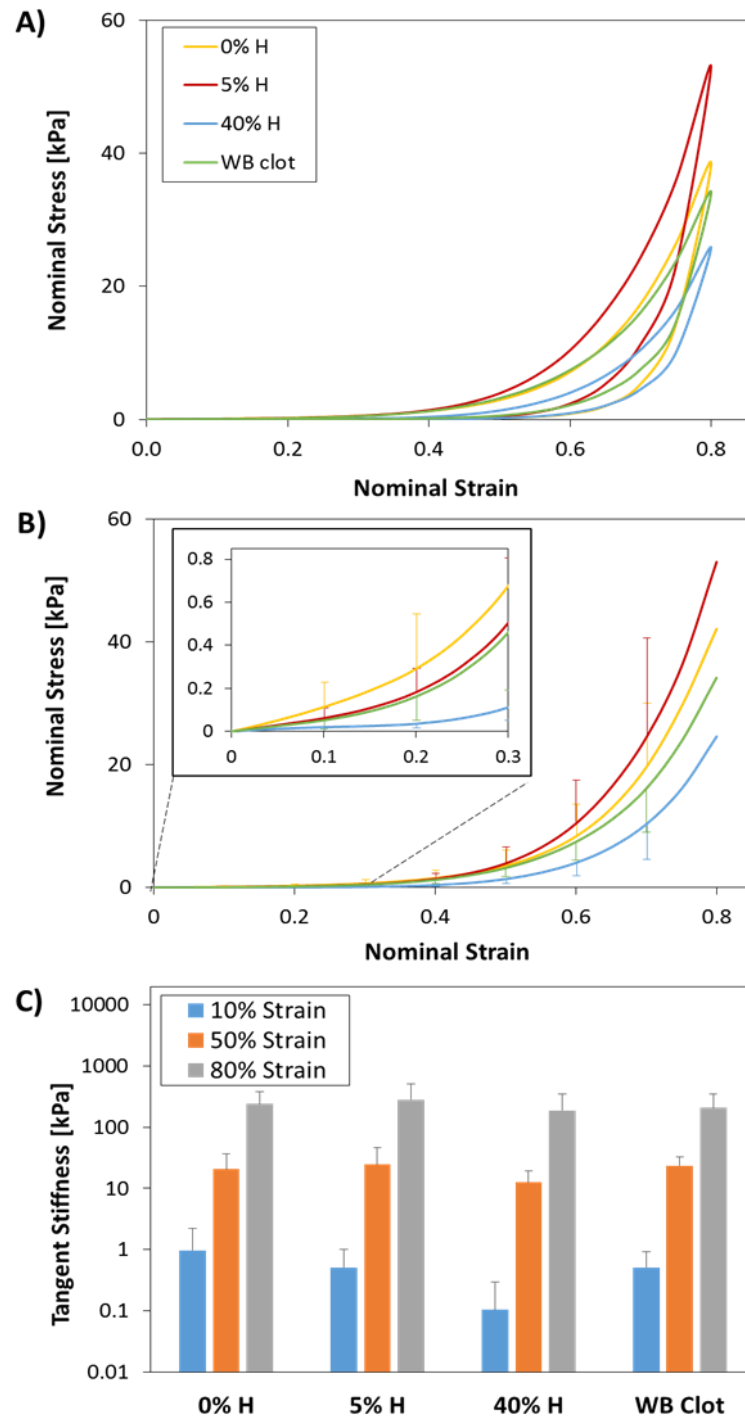 A)
60
40
20
0
Nominal Stress [kPa]
0% H
5% H
40% H
WB clot
0.0 0.2 0.4 0.6 0.8
Nominal Strain
B)
60
40
20
0
Nominal Stress [kPa]
0.8
0.6
0.4
0.2
0
0 0.1 0.2 0.3
0 0.2 0.4 0.6 0.8
Nominal Strain
C)
10000
1000
100
10
1
0.1
0.01
Tangent Stiffness [kPa]
10% Strain
50% Strain
80% Strain
0% H 5% H 40% H WB Clot